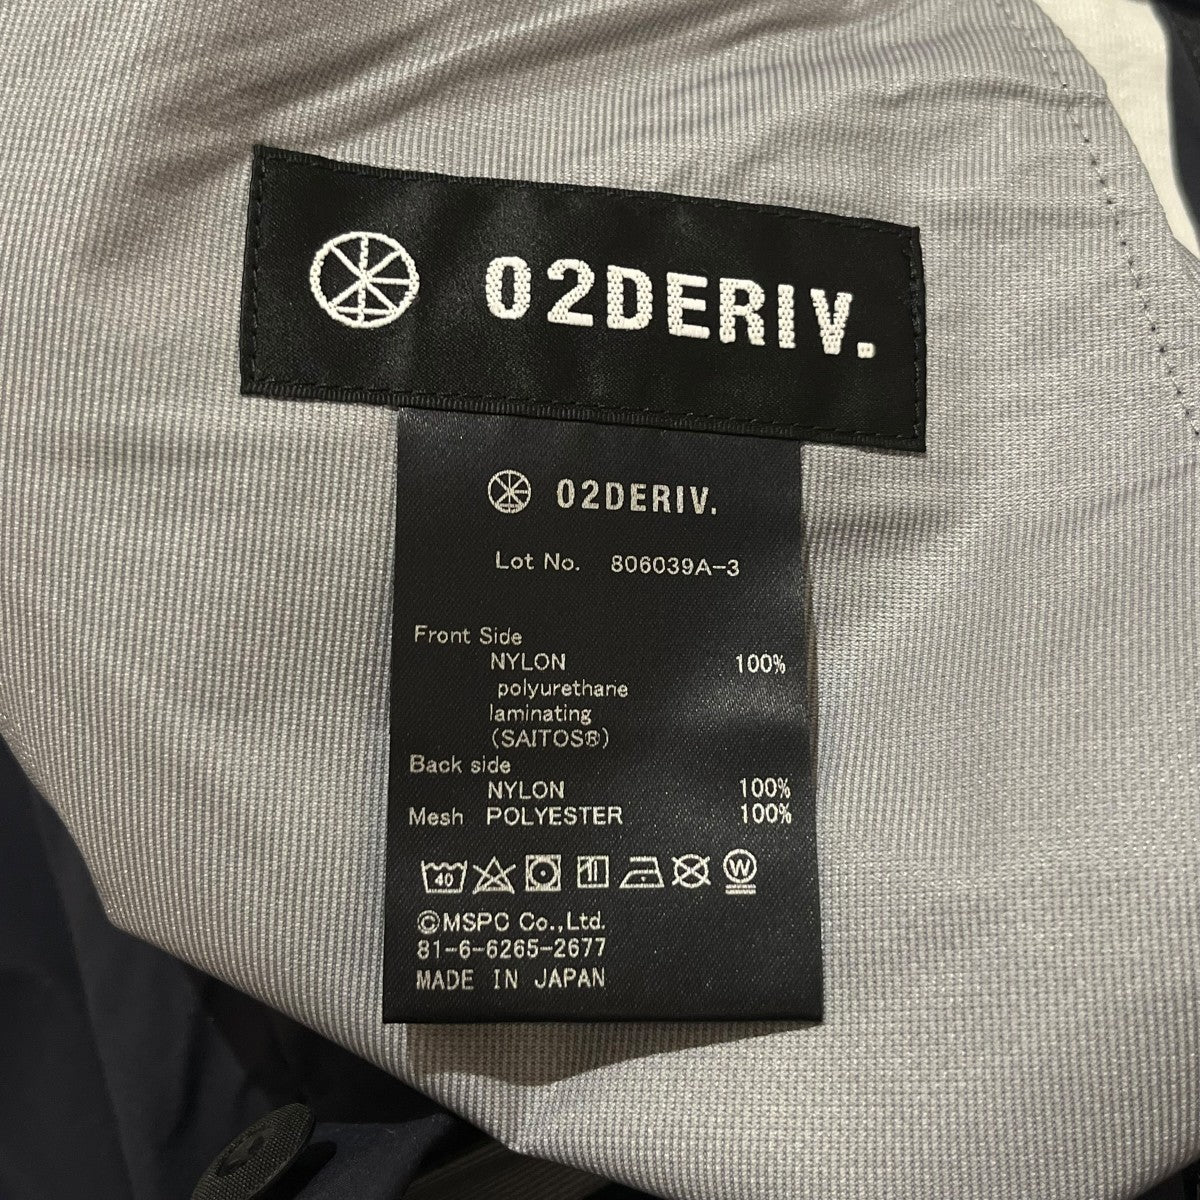 02DERIV.
02DERIV.
Lot No. 806039A-3
Front Side
NYLON 100%
polyurethane
laminating
(SAITOS®)
Back side
NYLON 100%
Mesh POLYESTER 100%
40 W
©MSPC Co.,Ltd.
81-6-6265-2677
MADE IN JAPAN